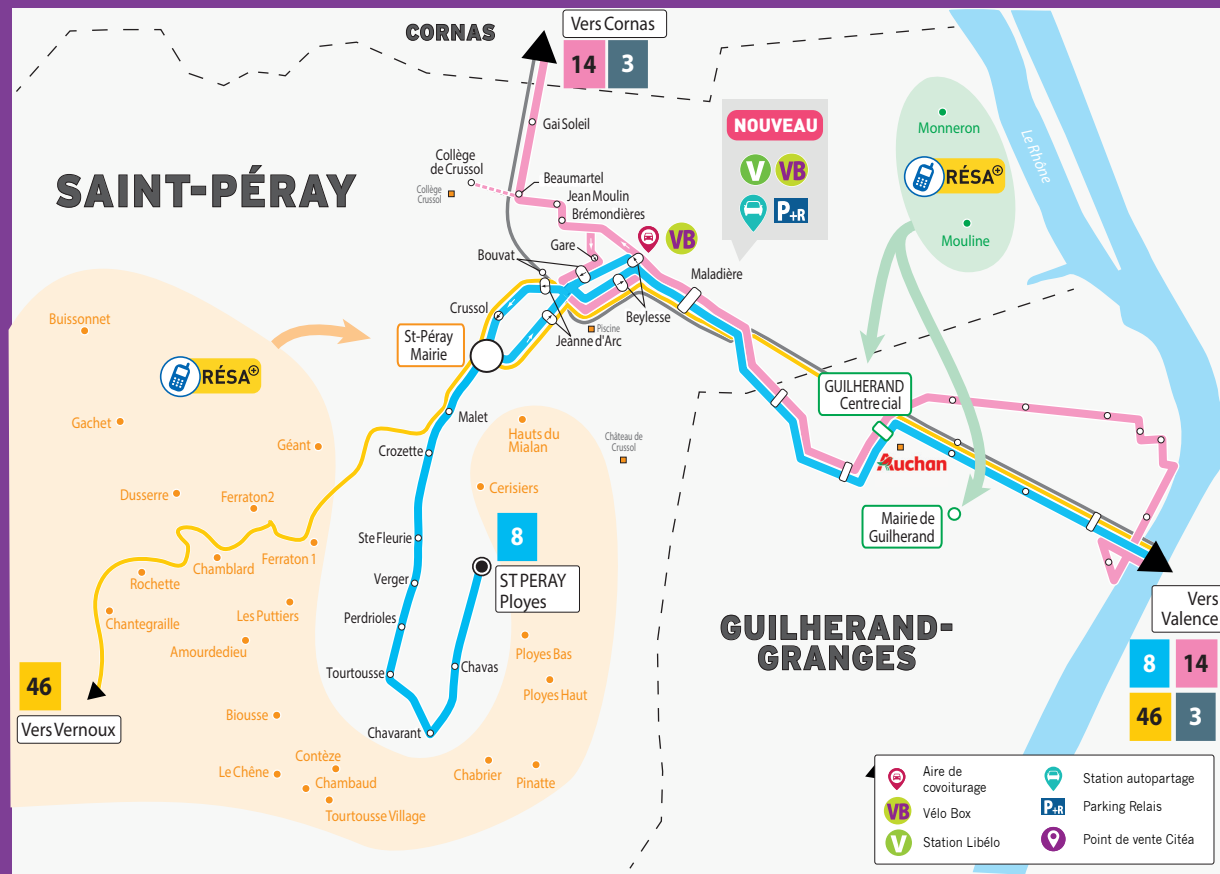 CORNAS
Vers Cornas
14
3
Gai Soleil
NOUVEAU
V
VB
P+R
Monneron
RÉSA+
Mouline
Le Rhône
Collège
de Crussol
Collège
Crussol
Beaumartel
Jean Moulin
Brémondières
SAINT-PÉRAY
Gare
VB
Bouvat
Maladière
Crussol
Beylesse
Piscine
Jeanne d'Arc
St-Péray
Mairie
Buissonnet
RÉSA+
GUILHERAND
Centre cial
Auchan
Malet
Gachet
Géant
Crozette
Hauts du
Mialan
Château de
Crussol
Cerisiers
Dusserre
Ferraton2
Mairie de
Guilherand
8
Ste Fleurie
Ferraton 1
Chamblard
Rochette
Verger
ST PERAY
Ployes
Les Puttiers
Chantegraille
Perdrioles
Amourdedieu
Ployes Bas
GUILHERAND-
GRANGES
Vers
Valence
8
14
46
3
Tourtousse
Chavas
Ployes Haut
46
Vers Vernoux
Biousse
Chavarant
Contèze
Le Chêne
Chambaud
Tourtousse Village
Chabrier
Pinatte
Aire de
covoiturage
VB
Vélo Box
V
Station Libélo
Station autopartage
P+R
Parking Relais
Point de vente Citéa